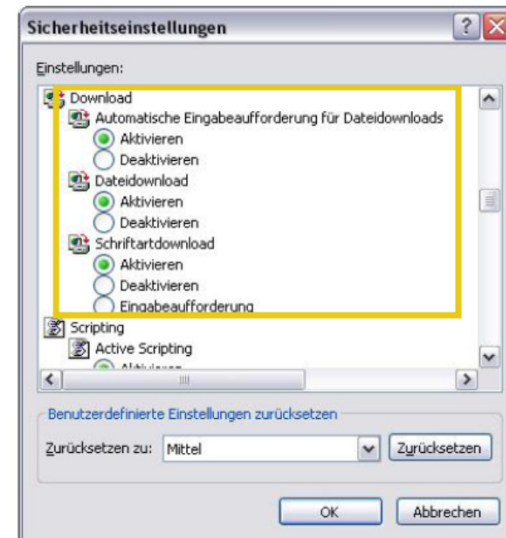 Sicherheitseinstellungen
Einstellungen:
Download
Automatische Eingabeaufforderung für Dateidownloads
Aktivieren
Deaktivieren
Dateidownload
Aktivieren
Deaktivieren
Schriftartdownload
Aktivieren
Deaktivieren
Eingabeaufforderung
Scripting
Active Scripting
Aktivieren
Benutzerdefinierte Einstellungen zurücksetzen
Zurücksetzen zu: Mittel Zurücksetzen
OK Abbrechen